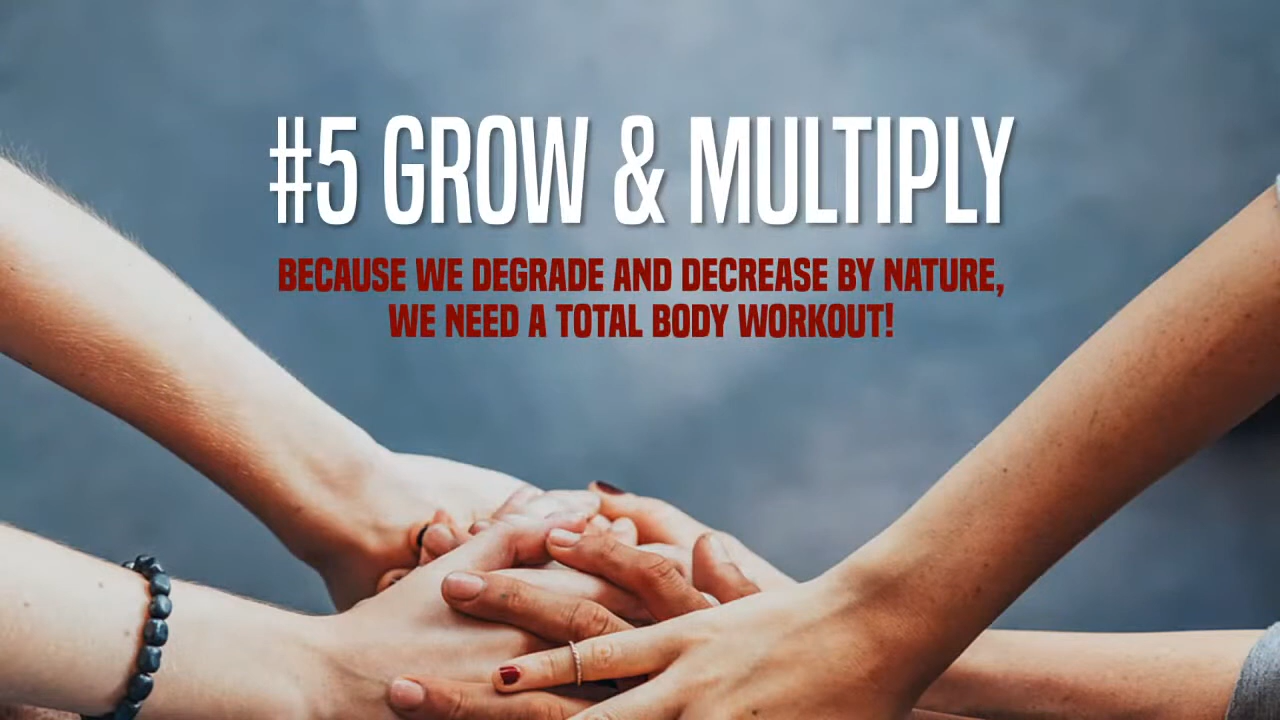 #5 GROW & MULTIPLY
BECAUSE WE DEGRADE AND DECREASE BY NATURE,
WE NEED A TOTAL BODY WORKOUT!